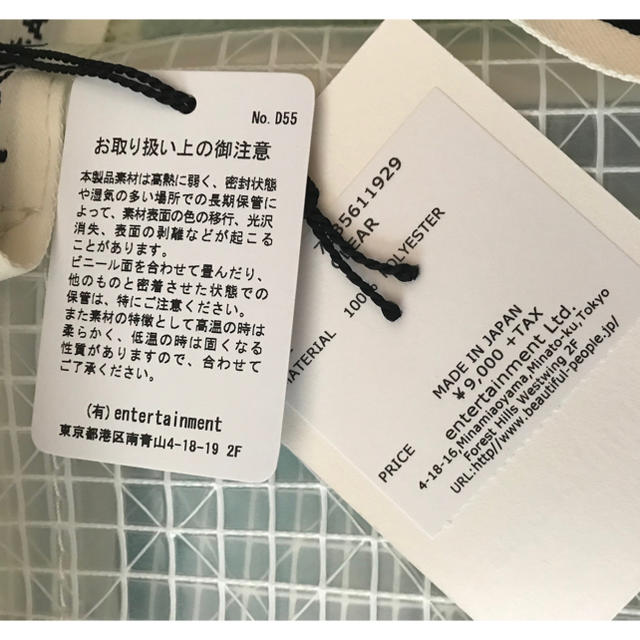 No. D55
お取り扱い上の御注意
本製品素材は高熱に弱く、密封状態
や湿気の多い場所での長期保管に
よって、素材表面の色の移行、光沢
消失、表面の剥離などが起こる
ことがあります。
ビニール面を合わせて畳んだり、
他のものと密着させた状態での
保管は、特にご注意ください。
また素材の特徴として高温の時は
柔らかく、低温の時は固くなる
性質がありますので、合わせて
ご了承ください。
(有)entertainment
東京都港区南青山4-18-19 2F
35611929
CLEAR
MATERIAL 100% POLYESTER
MADE IN JAPAN
PRICE ¥9,000 +TAX
entertainment Ltd.
4-18-16,Minamiaoyama,Minato-ku,Tokyo
Forest Hills Westwing 2F
URL:http//www.beautiful-people.jp/